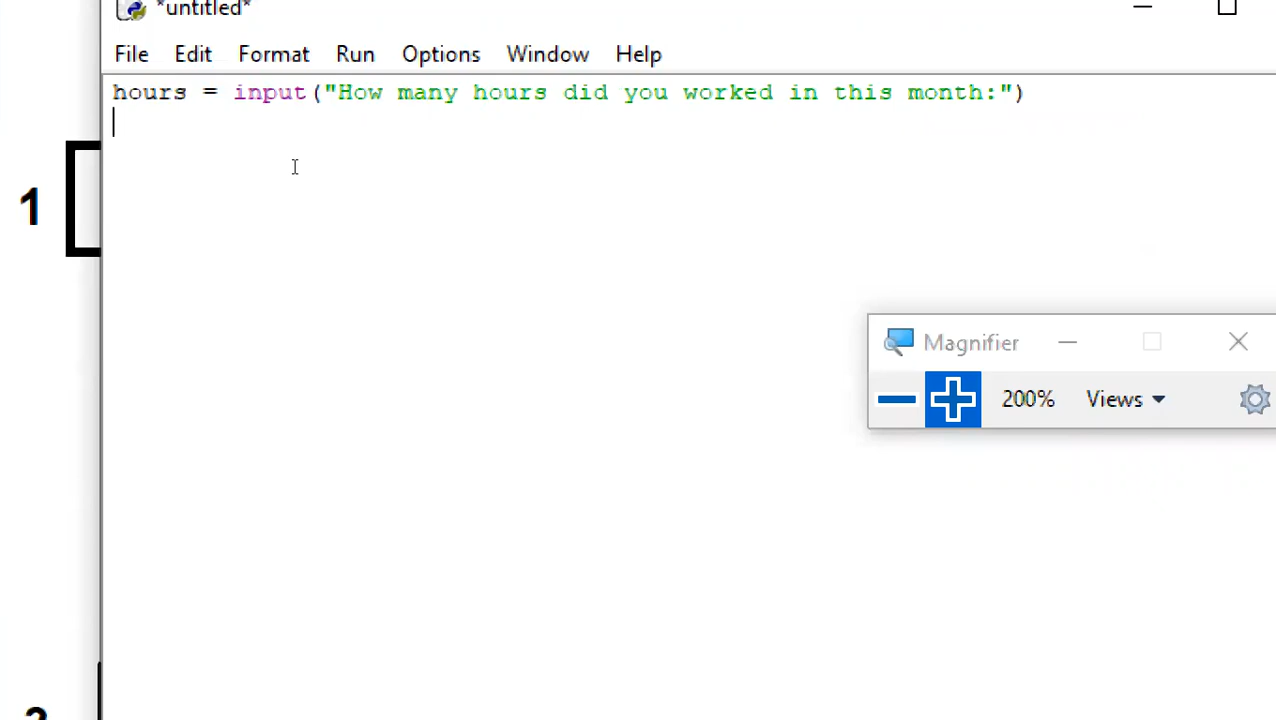 *untitled*
File Edit Format Run Options Window Help
hours = input("How many hours did you worked in this month:")
1
Magnifier
200% Views